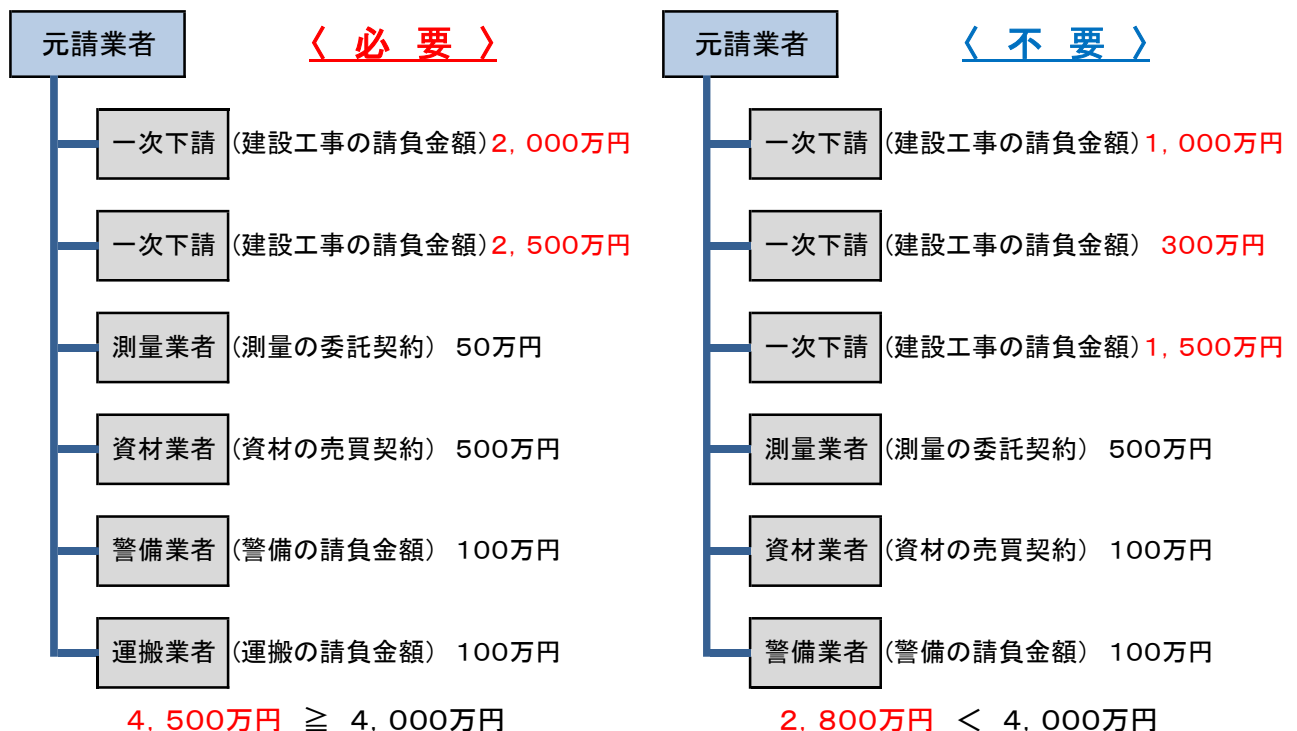 元請業者
〈 必 要 〉
一次下請 (建設工事の請負金額) 2,000万円
一次下請 (建設工事の請負金額) 2,500万円
測量業者 (測量の委託契約) 50万円
資材業者 (資材の売買契約) 500万円
警備業者 (警備の請負金額) 100万円
運搬業者 (運搬の請負金額) 100万円
4,500万円 ≧ 4,000万円
元請業者
〈 不 要 〉
一次下請 (建設工事の請負金額) 1,000万円
一次下請 (建設工事の請負金額) 300万円
一次下請 (建設工事の請負金額) 1,500万円
測量業者 (測量の委託契約) 500万円
資材業者 (資材の売買契約) 100万円
警備業者 (警備の請負金額) 100万円
2,800万円 < 4,000万円